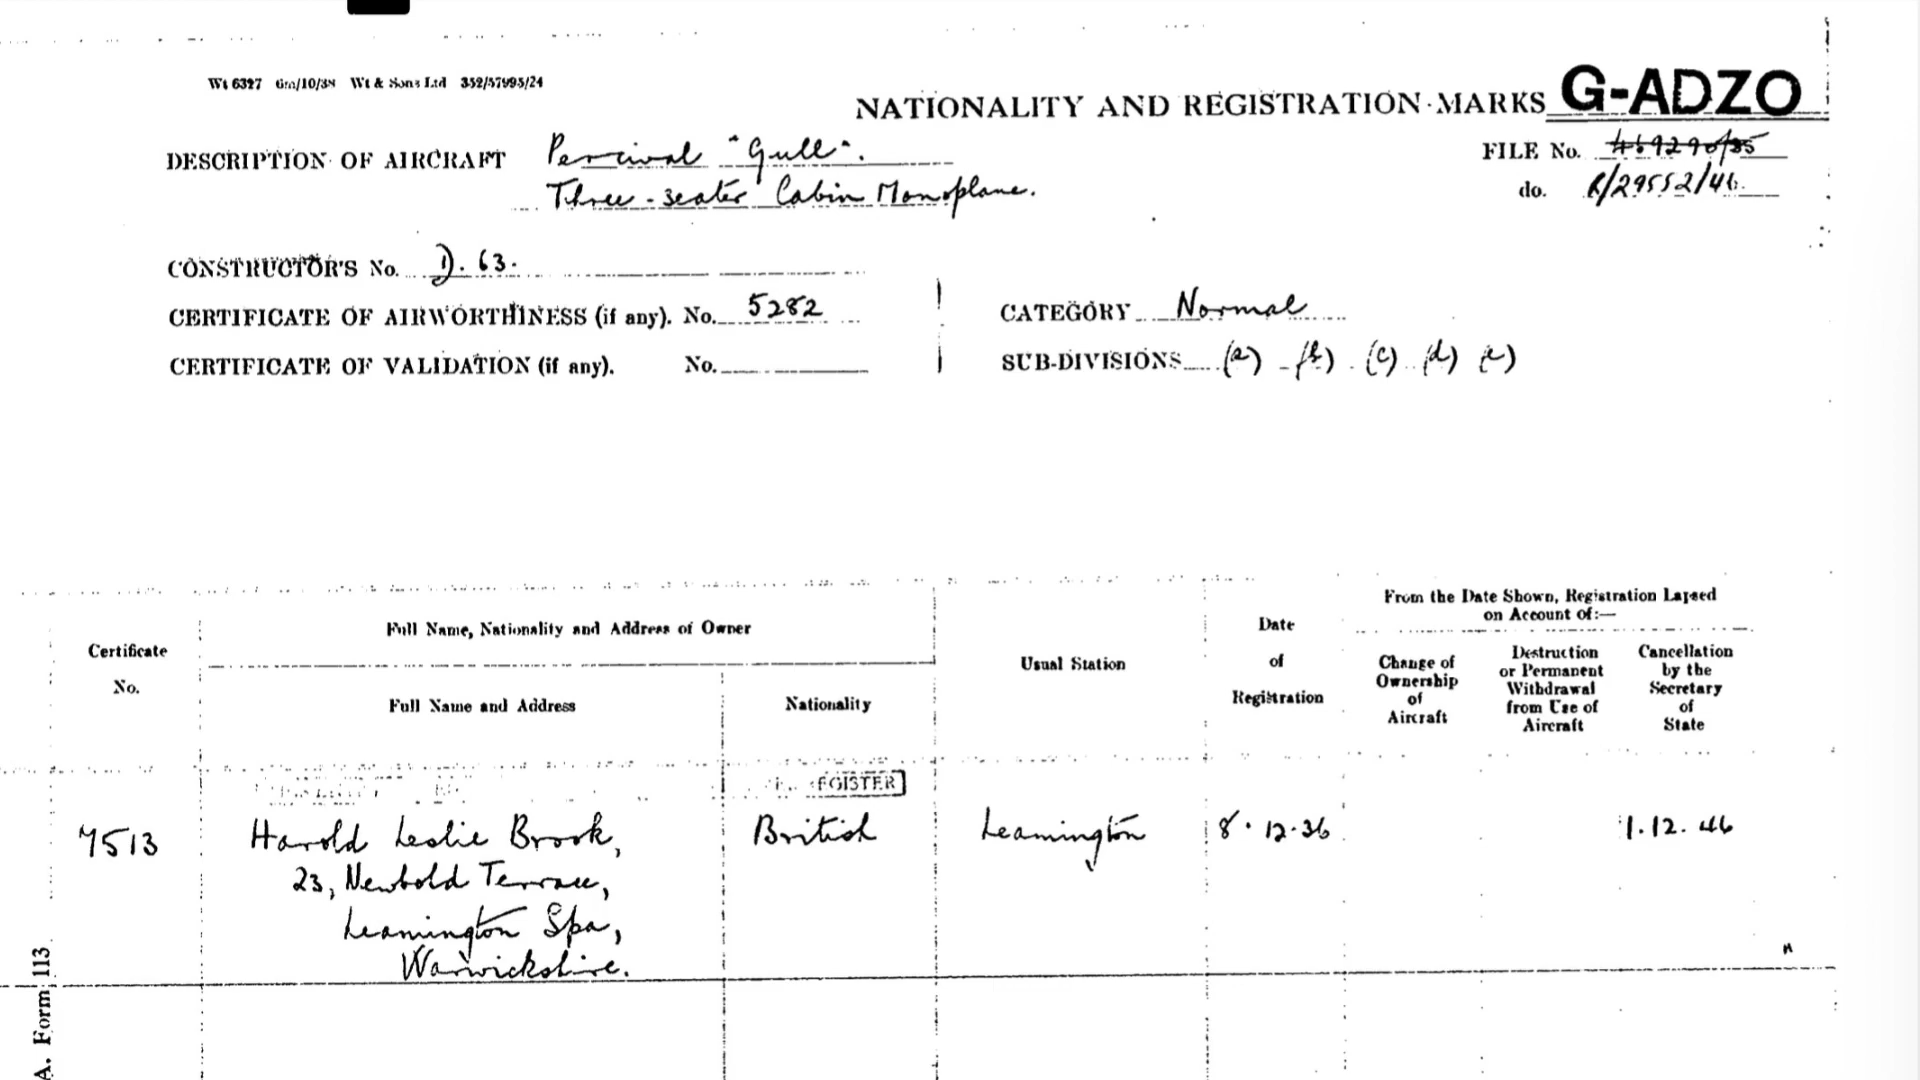 Wt 6327 6m/10/38 Wt & Sons Ltd 352/57995/24
NATIONALITY AND REGISTRATION MARKS G-ADZO
DESCRIPTION OF AIRCRAFT Percival "Gull".
Three-seater Cabin Monoplane.
FILE No.
do. R/29552/46
CONSTRUCTOR'S No. D. 63.
CERTIFICATE OF AIRWORTHINESS (if any). No. 5282
CERTIFICATE OF VALIDATION (if any). No.
CATEGORY Normal
SUB-DIVISIONS (a) (b) (c) (d) (e)
Certificate No.
Full Name, Nationality and Address of Owner
Full Name and Address
Nationality
Usual Station
Date of Registration
From the Date Shown, Registration Lapsed
on Account of:—
Change of Ownership of Aircraft
Destruction or Permanent Withdrawal from Use of Aircraft
Cancellation by the Secretary of State
7513 Harold Leslie Brook, British Leamington 8.12.36 1.12.46
23, Newbold Terrace,
Leamington Spa,
Warwickshire.
A. Form 113